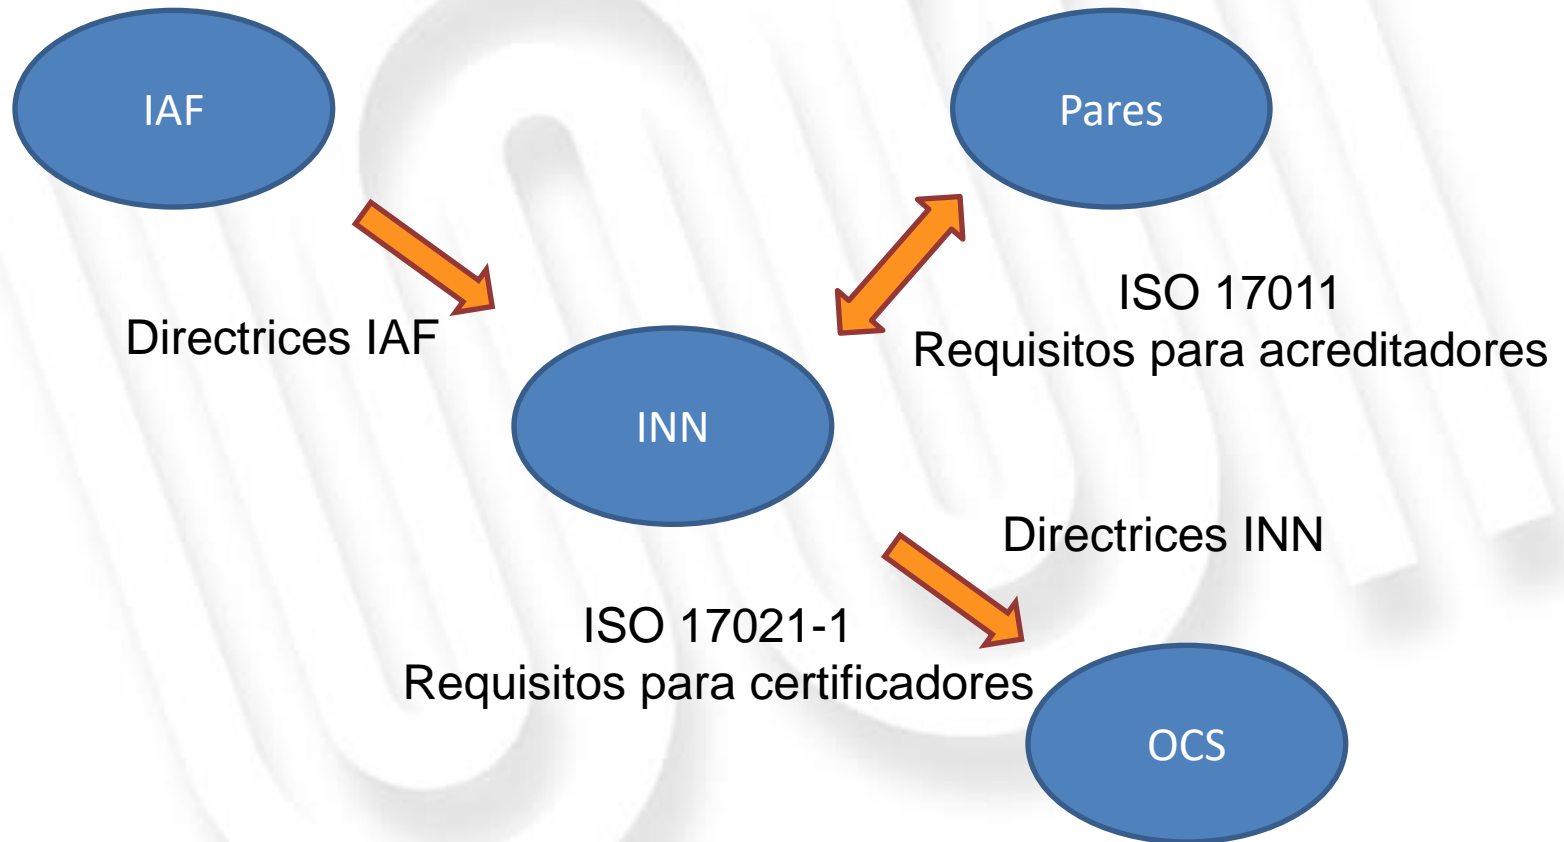 IAF
Pares
ISO 17011
Requisitos para acreditadores
Directrices IAF
INN
Directrices INN
ISO 17021-1
Requisitos para certificadores
OCS